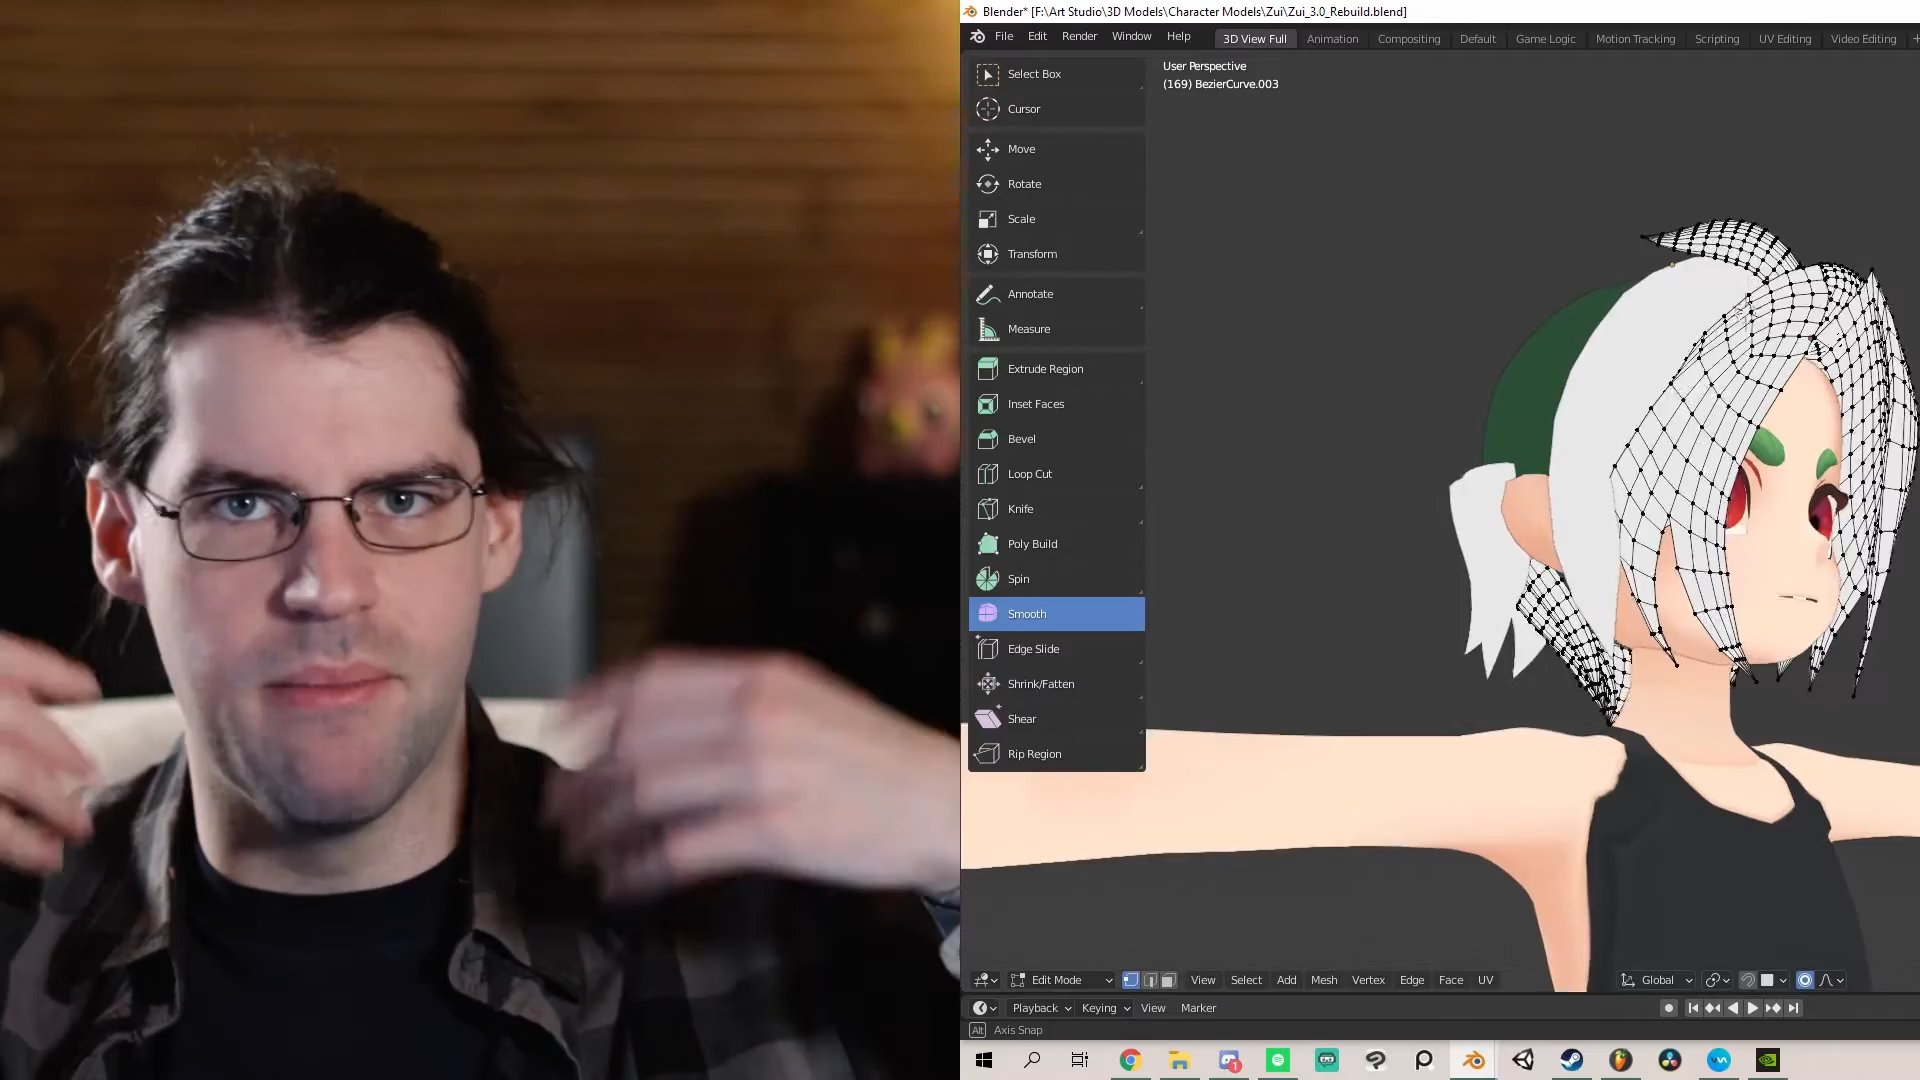 Blender* [F:\Art Studio\3D Models\Character Models\Zui\Zui_3.0_Rebuild.blend]
File Edit Render Window Help 3D View Full Animation Compositing Default Game Logic Motion Tracking Scripting UV Editing Video Editing +
User Perspective
(169) BezierCurve.003
Select Box
Cursor
Move
Rotate
Scale
Transform
Annotate
Measure
Extrude Region
Inset Faces
Bevel
Loop Cut
Knife
Poly Build
Spin
Smooth
Edge Slide
Shrink/Fatten
Shear
Rip Region
Edit Mode View Select Add Mesh Vertex Edge Face UV Global
Playback Keying View Marker
Alt Axis Snap
1